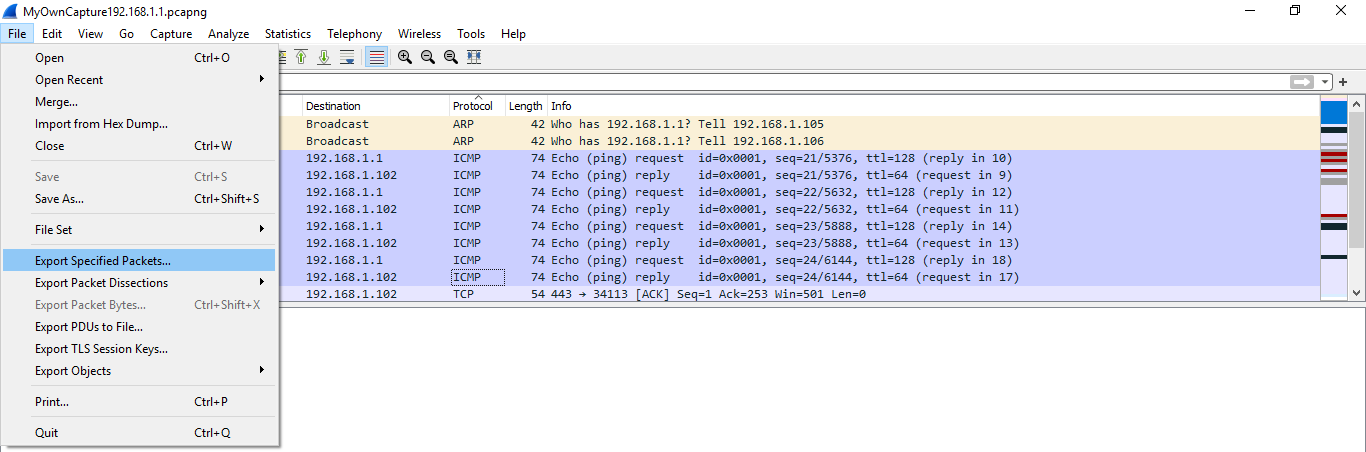 MyOwnCapture192.168.1.1.pcapng
File Edit View Go Capture Analyze Statistics Telephony Wireless Tools Help
Open Ctrl+O
Open Recent
Merge...
Import from Hex Dump...
Close Ctrl+W
Save Ctrl+S
Save As... Ctrl+Shift+S
File Set
Export Specified Packets...
Export Packet Dissections
Export Packet Bytes... Ctrl+Shift+X
Export PDUs to File...
Export TLS Session Keys...
Export Objects
Print... Ctrl+P
Quit Ctrl+Q
Destination Protocol Length Info
Broadcast ARP 42 Who has 192.168.1.1? Tell 192.168.1.105
Broadcast ARP 42 Who has 192.168.1.1? Tell 192.168.1.106
192.168.1.1 ICMP 74 Echo (ping) request id=0x0001, seq=21/5376, ttl=128 (reply in 10)
192.168.1.102 ICMP 74 Echo (ping) reply id=0x0001, seq=21/5376, ttl=64 (request in 9)
192.168.1.1 ICMP 74 Echo (ping) request id=0x0001, seq=22/5632, ttl=128 (reply in 12)
192.168.1.102 ICMP 74 Echo (ping) reply id=0x0001, seq=22/5632, ttl=64 (request in 11)
192.168.1.1 ICMP 74 Echo (ping) request id=0x0001, seq=23/5888, ttl=128 (reply in 14)
192.168.1.102 ICMP 74 Echo (ping) reply id=0x0001, seq=23/5888, ttl=64 (request in 13)
192.168.1.1 ICMP 74 Echo (ping) request id=0x0001, seq=24/6144, ttl=128 (reply in 18)
192.168.1.102 ICMP 74 Echo (ping) reply id=0x0001, seq=24/6144, ttl=64 (request in 17)
192.168.1.102 TCP 54 443 → 34113 [ACK] Seq=1 Ack=253 Win=501 Len=0